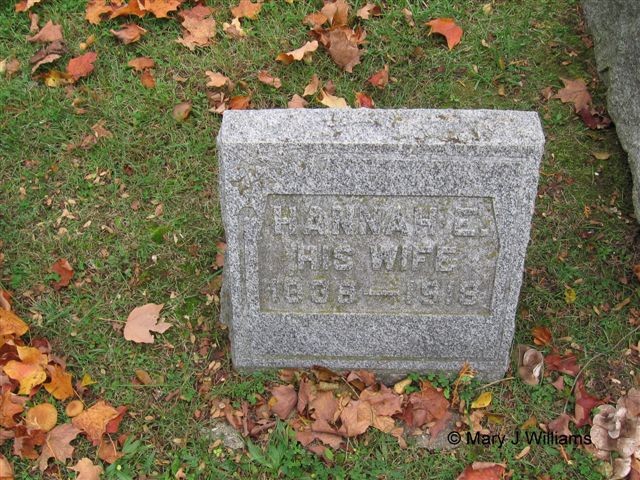 HANNAH E.
HIS WIFE
1838–1918
© Mary J Williams